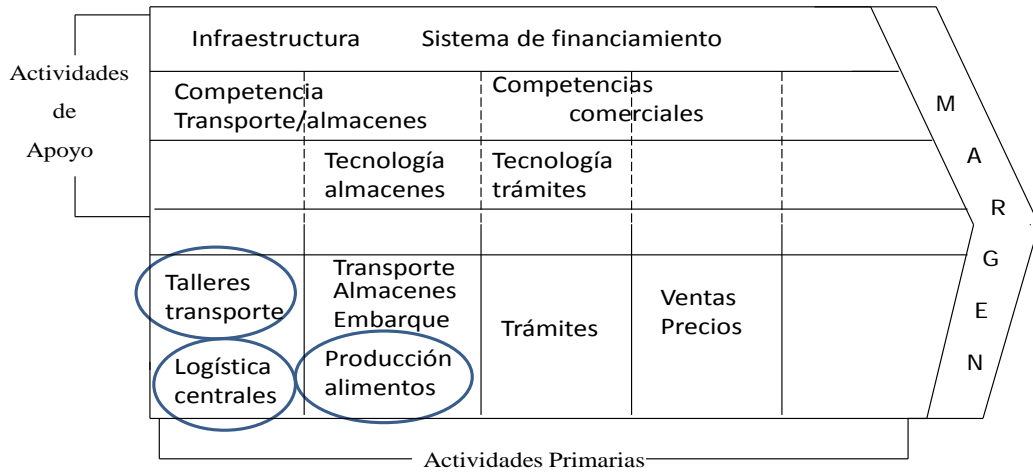 Infraestructura
Sistema de financiamiento
Actividades
de
Apoyo
Competencia
Transporte/almacenes
Competencias
comerciales
Tecnología
almacenes
Tecnología
trámites
Talleres
transporte
Logística
centrales
Transporte
Almacenes
Embarque
Producción
alimentos
Trámites
Ventas
Precios
M
A
R
G
E
N
Actividades Primarias